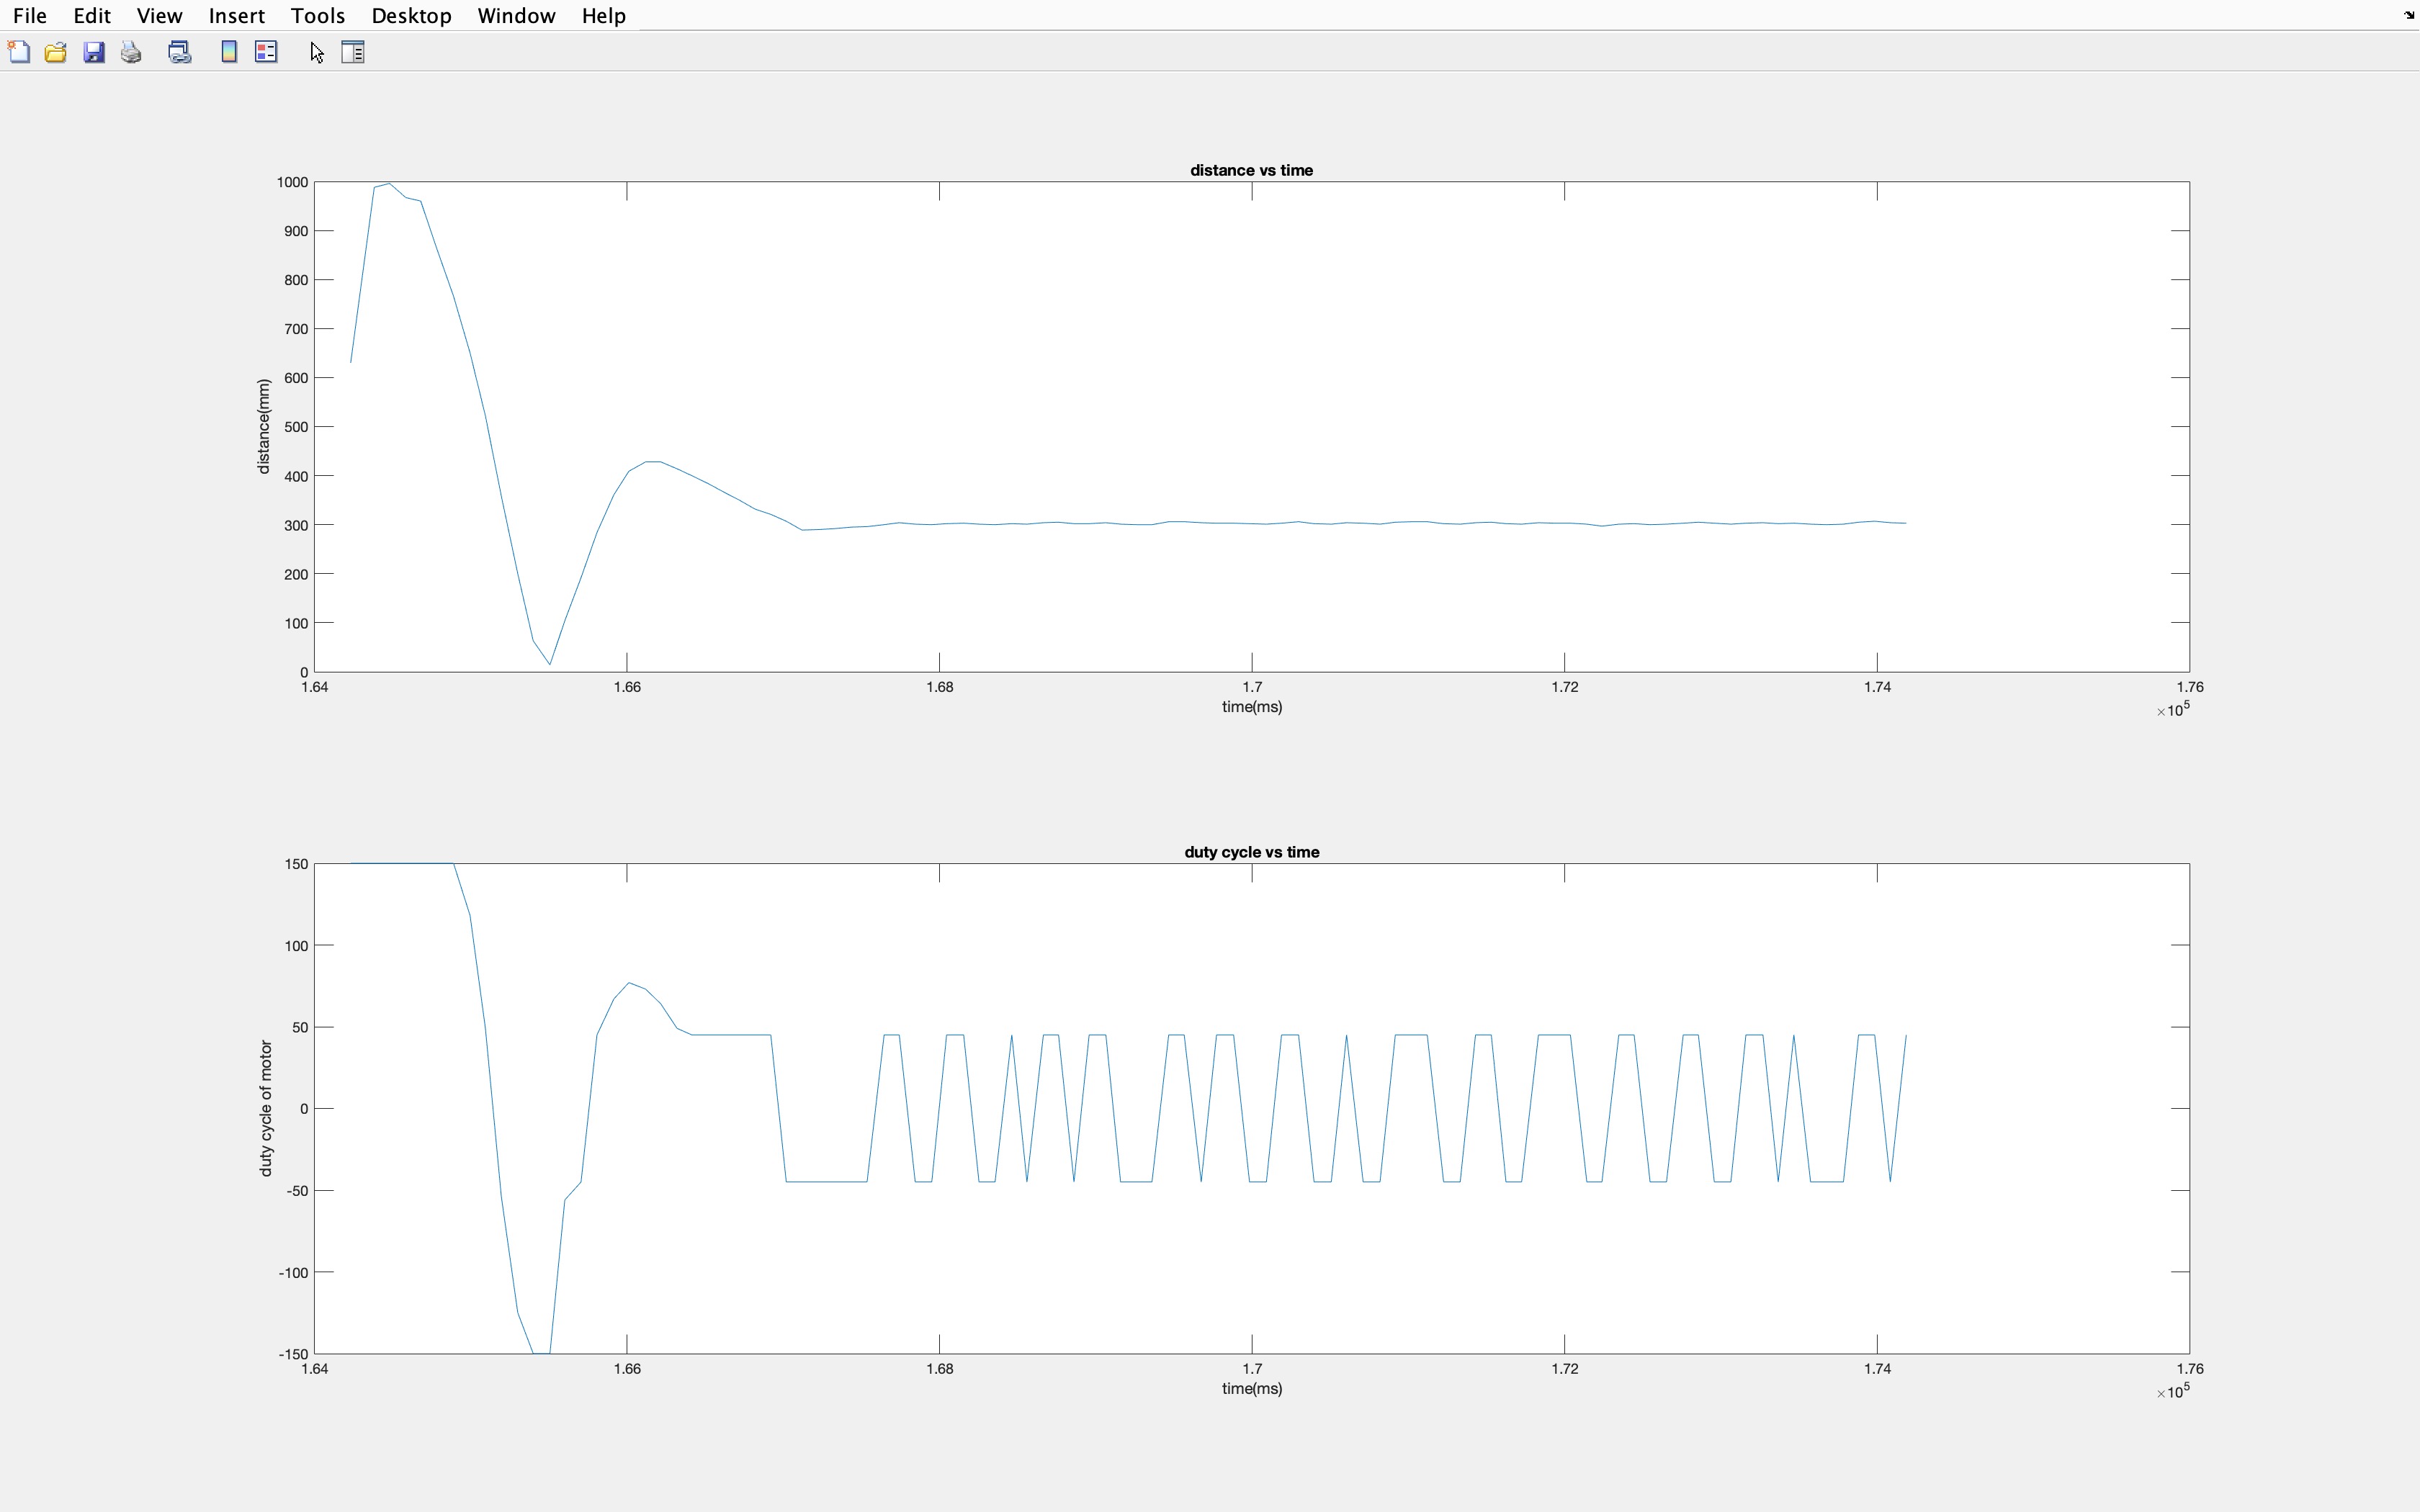 File Edit View Insert Tools Desktop Window Help
distance vs time
1000
900
800
700
600
500
400
300
200
100
0
distance(mm)
1.64 1.66 1.68 1.7 1.72 1.74 1.76
time(ms)
×10^5
duty cycle vs time
150
100
50
0
-50
-100
-150
duty cycle of motor
1.64 1.66 1.68 1.7 1.72 1.74 1.76
time(ms)
×10^5